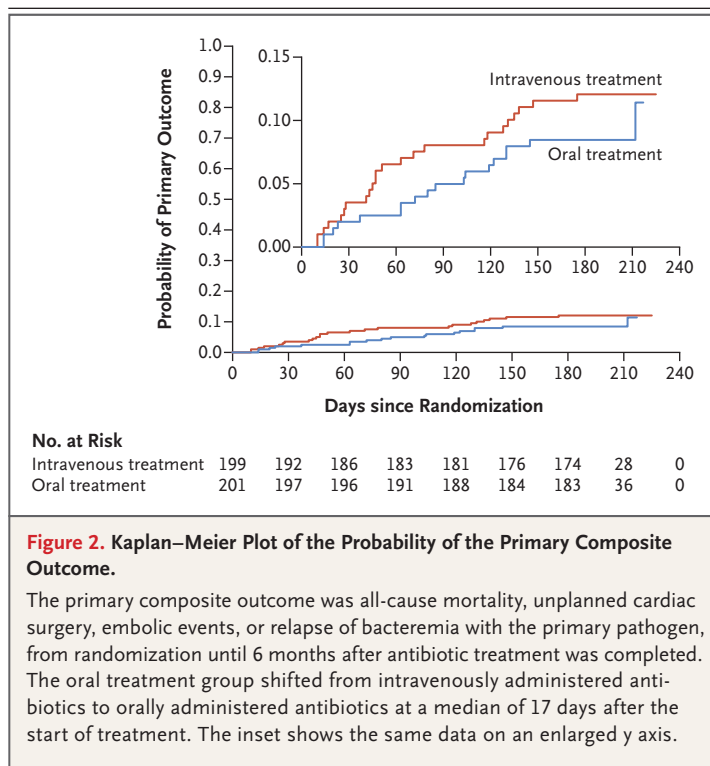 Probability of Primary Outcome
1.0
0.9
0.8
0.7
0.6
0.5
0.4
0.3
0.2
0.1
0.0
0 30 60 90 120 150 180 210 240
0.15
0.10
0.05
0.00
0 30 60 90 120 150 180 210 240
Intravenous treatment
Oral treatment
Days since Randomization
No. at Risk
Intravenous treatment 199 192 186 183 181 176 174 28 0
Oral treatment 201 197 196 191 188 184 183 36 0
Figure 2. Kaplan–Meier Plot of the Probability of the Primary Composite
Outcome.
The primary composite outcome was all-cause mortality, unplanned cardiac
surgery, embolic events, or relapse of bacteremia with the primary pathogen,
from randomization until 6 months after antibiotic treatment was completed.
The oral treatment group shifted from intravenously administered anti-
biotics to orally administered antibiotics at a median of 17 days after the
start of treatment. The inset shows the same data on an enlarged y axis.